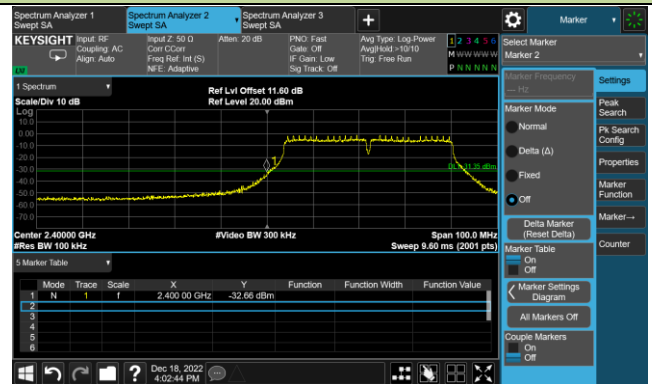 Spectrum Analyzer 1
Swept SA
Spectrum Analyzer 2
Swept SA
Spectrum Analyzer 3
Swept SA
+
Marker
KEYSIGHT
Input: RF
Coupling: AC
Align: Auto
Input Z: 50 Ω
Corr CCorr
Freq Ref: Int (S)
NFE: Adaptive
Atten: 20 dB
PNO: Fast
Gate: Off
IF Gain: Low
Sig Track: Off
Avg Type: Log-Power
Avg|Hold:>10/10
Trig: Free Run
1 2 3 4 5 6
M W W W W W
P N N N N N
LW
Select Marker
Marker 2
Marker Frequency
--- Hz
Marker Mode
Normal
Delta (Δ)
Fixed
Off
Delta Marker
(Reset Delta)
Marker Table
On
Off
Marker Settings
Diagram
All Markers Off
Couple Markers
On
Off
Settings
Peak
Search
Pk Search
Config
Properties
Marker
Function
Marker→
Counter
1 Spectrum
Scale/Div 10 dB
Ref Lvl Offset 11.60 dB
Ref Level 20.00 dBm
Log
10.0
0.00
-10.0
-20.0
-30.0
-40.0
-50.0
-60.0
-70.0
1
DL1 -31.35 dBm
Center 2.40000 GHz
#Res BW 100 kHz
#Video BW 300 kHz
Span 100.0 MHz
Sweep 9.60 ms (2001 pts)
5 Marker Table
Mode Trace Scale X Y Function Function Width Function Value
1 N 1 f 2.400 00 GHz -32.66 dBm
2
3
4
5
6
?
Dec 18, 2022
4:02:44 PM